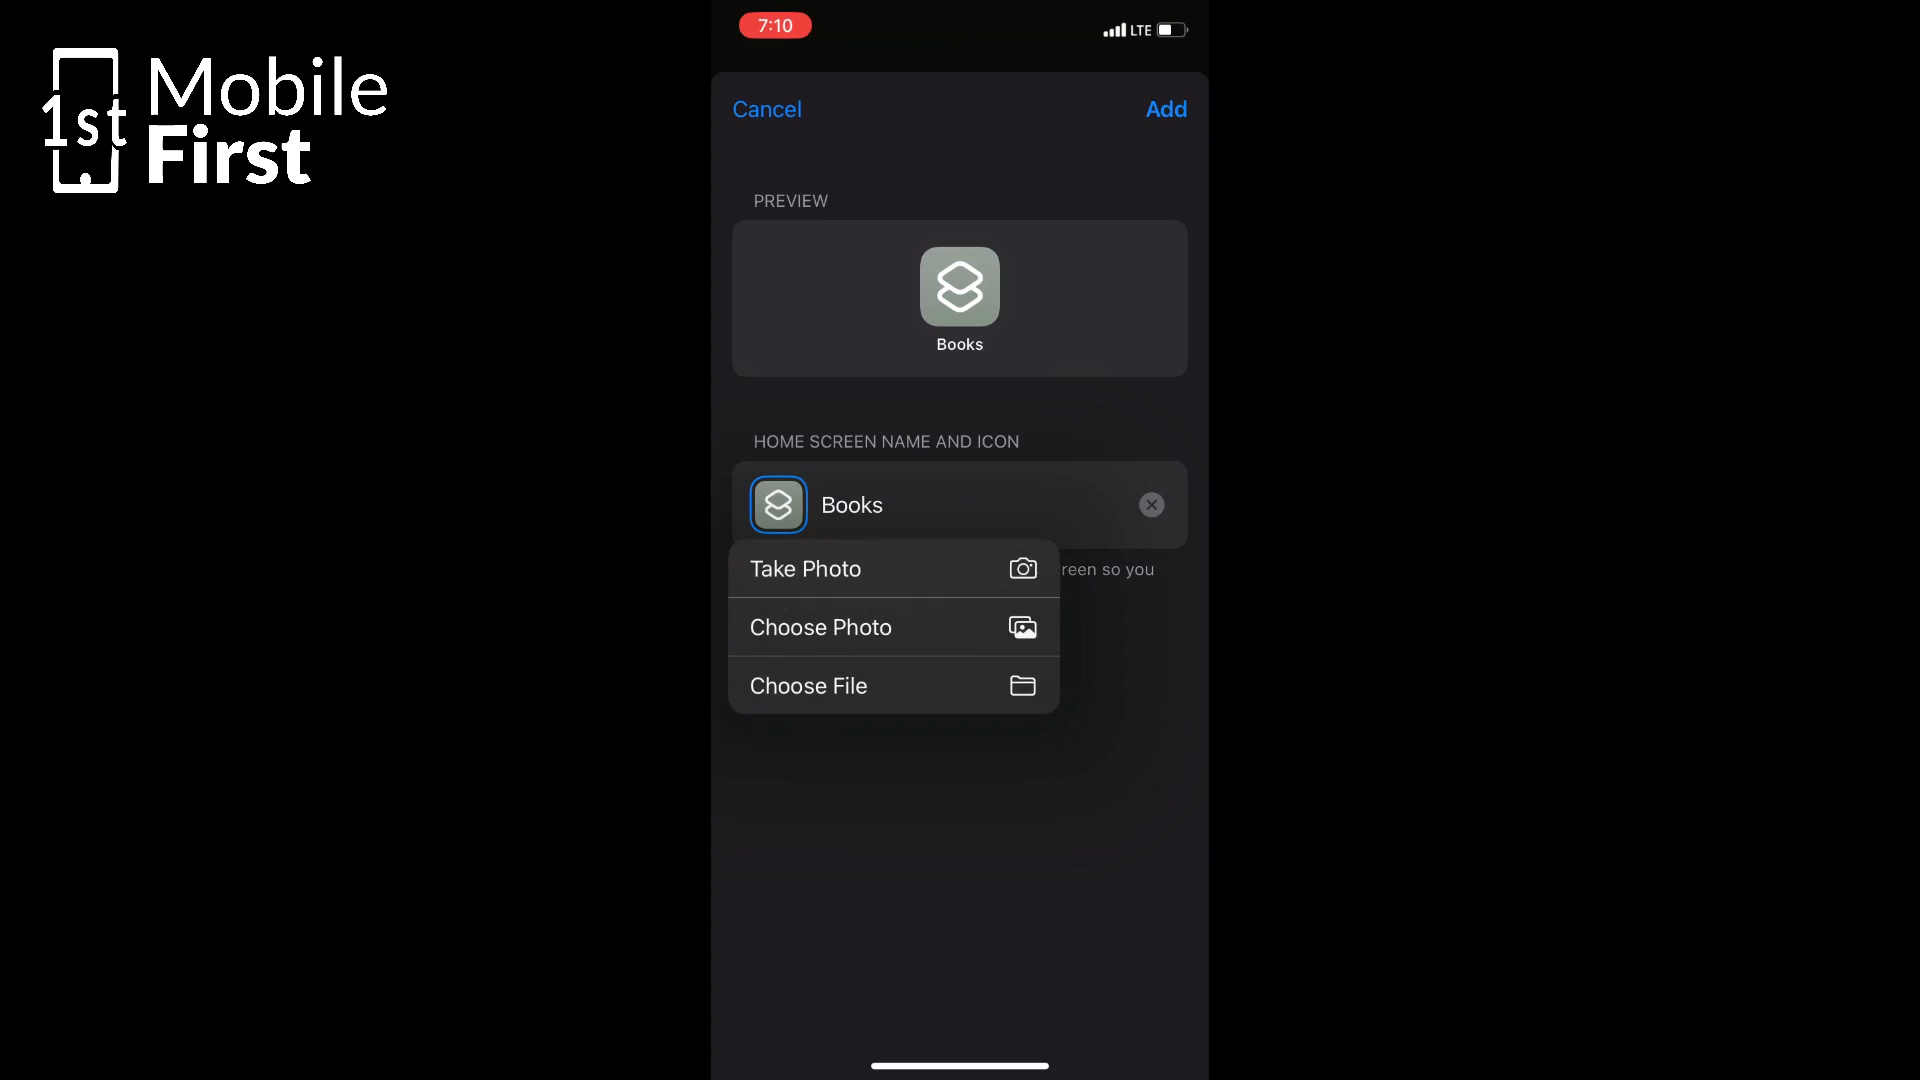 1st Mobile
First
7:10
LTE
Cancel
Add
PREVIEW
Books
HOME SCREEN NAME AND ICON
Books
Take Photo
reen so you
Choose Photo
Choose File